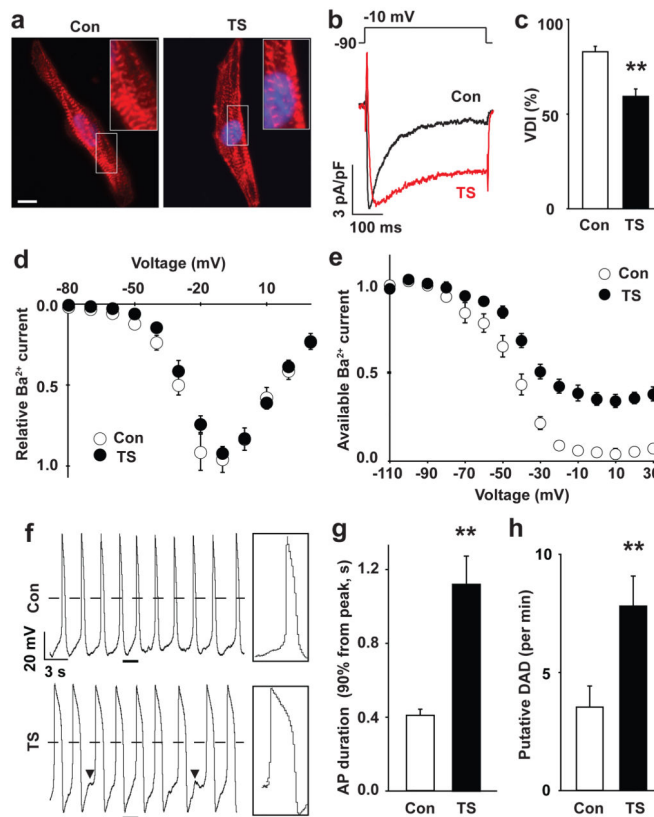 a
Con
TS
b
-10 mV
-90
Con
TS
3 pA/pF
100 ms
c
100
50
0
VDI (%)
**
Con
TS
d
Voltage (mV)
-80
-50
-20
10
0.0
0.5
1.0
Relative Ba²⁺ current
Con
TS
e
Con
TS
1.0
0.5
0.0
Available Ba²⁺ current
-110
-90
-70
-50
-30
-10
10
30
Voltage (mV)
f
Con
20 mV
3 s
TS
g
**
1.2
0.8
0.4
0.0
AP duration (90% from peak, s)
Con
TS
h
**
10
5
0
Putative DAD (per min)
Con
TS